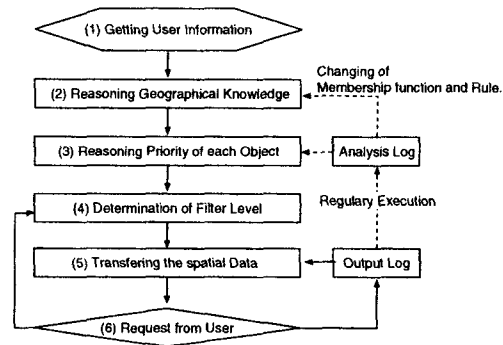 (1) Getting User Information
Changing of
Membership function and Rule.
(2) Reasoning Geographical Knowledge
(3) Reasoning Priority of each Object
Analysis Log
(4) Determination of Filter Level
Regulary Execution
(5) Transfering the spatial Data
Output Log
(6) Request from User